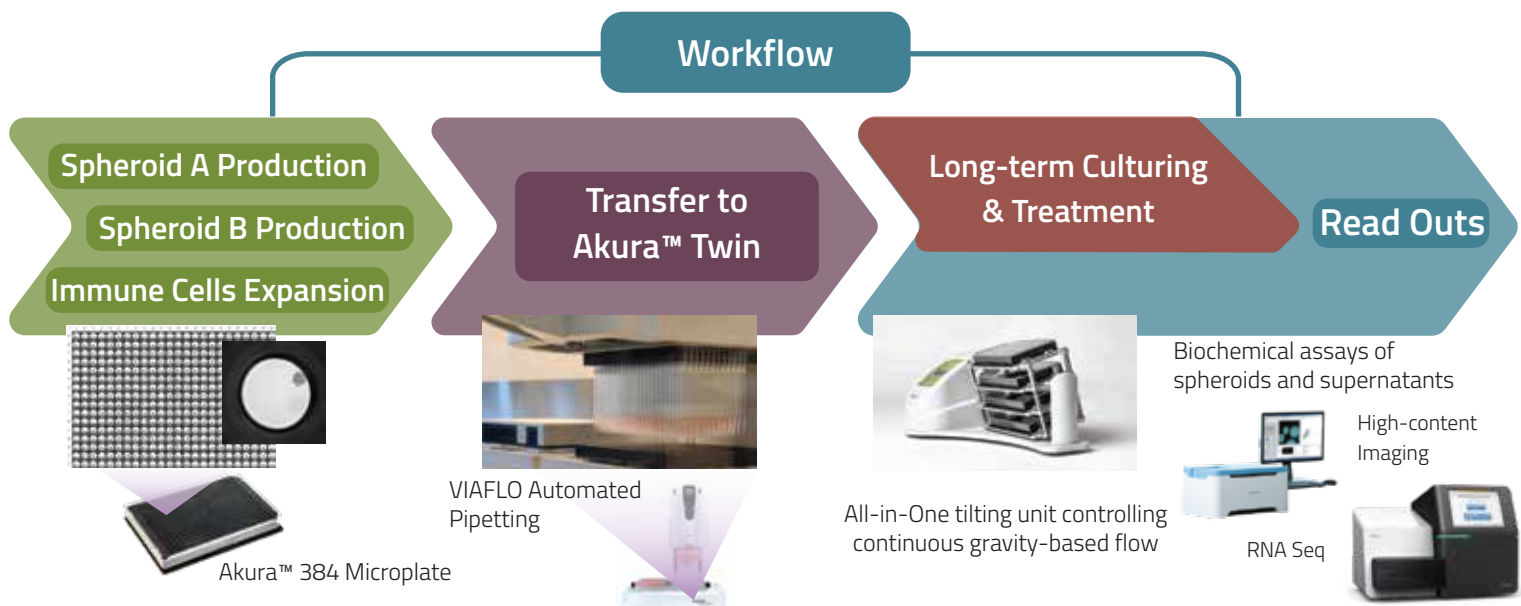 Workflow
Spheroid A Production
Spheroid B Production
Immune Cells Expansion
Transfer to
Akura™ Twin
Long-term Culturing
& Treatment
Read Outs
Akura™ 384 Microplate
VIAFLO Automated
Pipetting
All-in-One tilting unit controlling
continuous gravity-based flow
Biochemical assays of
spheroids and supernatants
High-content
Imaging
RNA Seq